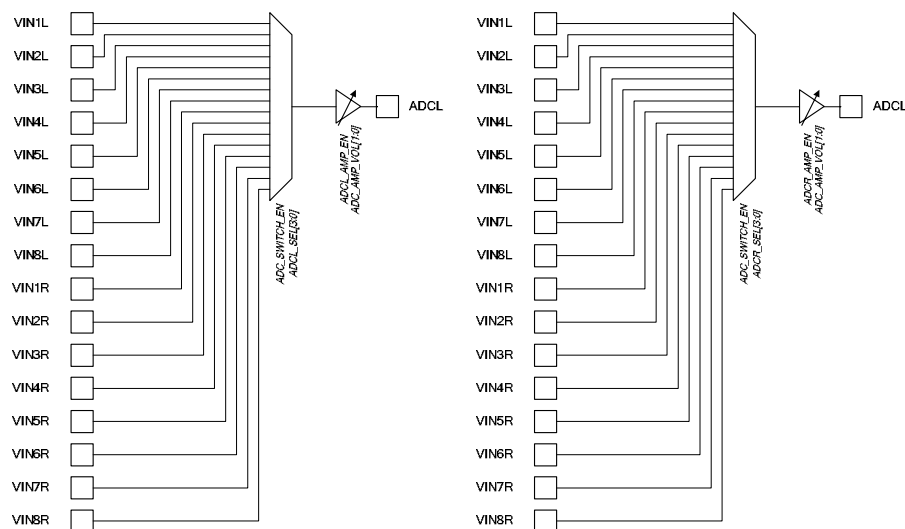 VIN1L
VIN2L
VIN3L
VIN4L
VIN5L
VIN6L
VIN7L
VIN8L
VIN1R
VIN2R
VIN3R
VIN4R
VIN5R
VIN6R
VIN7R
VIN8R
ADC_SWITCH_EN
ADCL_SEL[3:0]
ADCL_AMP_EN
ADC_AMP_VOL[1:0]
ADCL
VIN1L
VIN2L
VIN3L
VIN4L
VIN5L
VIN6L
VIN7L
VIN8L
VIN1R
VIN2R
VIN3R
VIN4R
VIN5R
VIN6R
VIN7R
VIN8R
ADC_SWITCH_EN
ADCR_SEL[3:0]
ADCR_AMP_EN
ADC_AMP_VOL[1:0]
ADCL